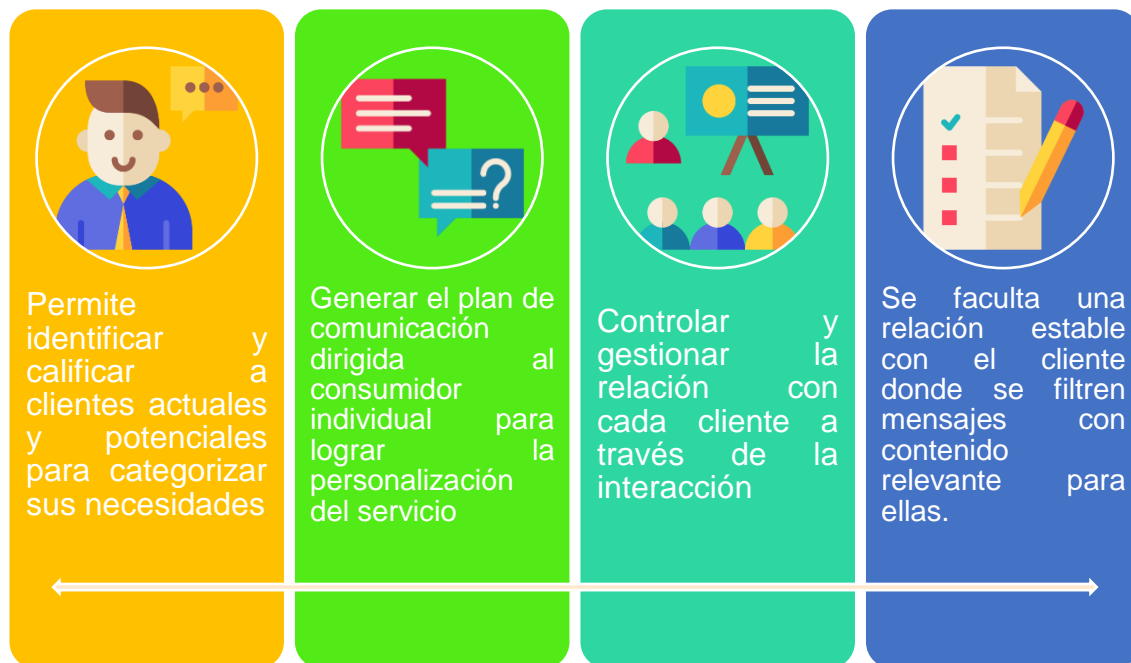 Permite
identificar y
calificar a
clientes actuales
y potenciales
para categorizar
sus necesidades
Generar el plan de
comunicación
dirigida al
consumidor
individual para
lograr la
personalización
del servicio
Controlar y
gestionar la
relación con
cada cliente a
través de la
interacción
Se faculta una
relación estable
con el cliente
donde se filtren
mensajes con
contenido
relevante para
ellas.